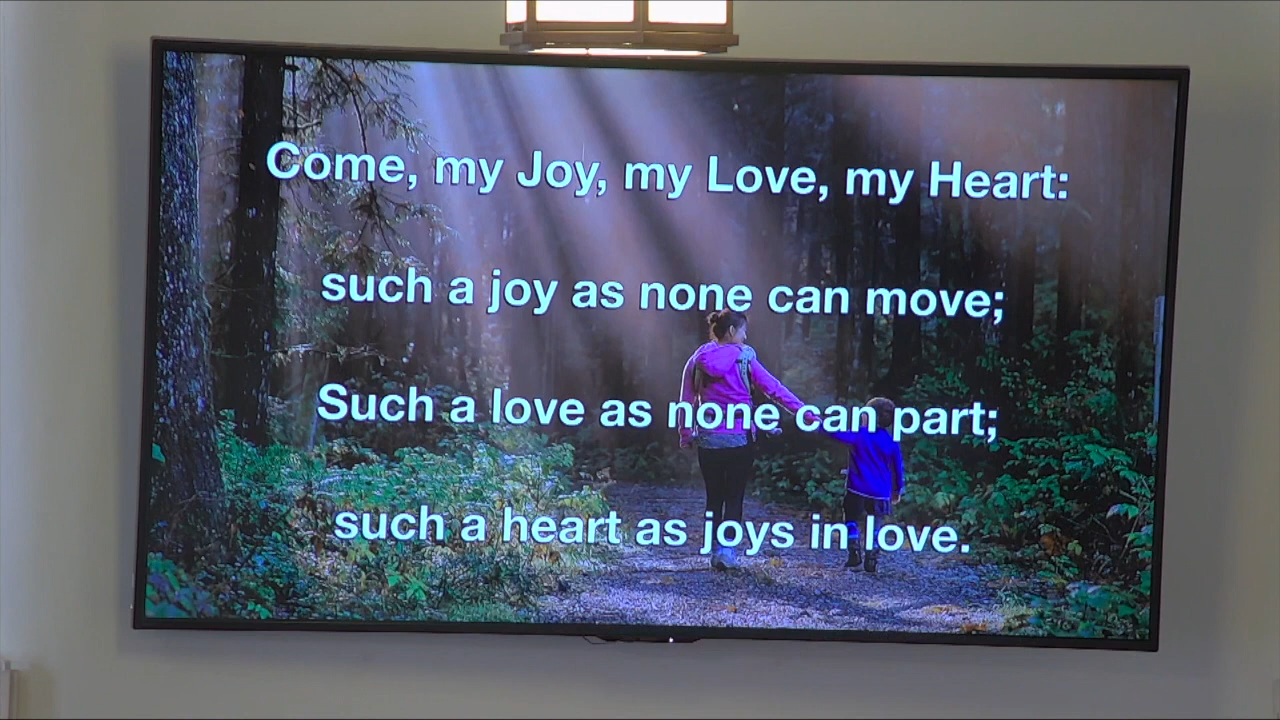 Come, my Joy, my Love, my Heart:
such a joy as none can move;
Such a love as none can part;
such a heart as joys in love.